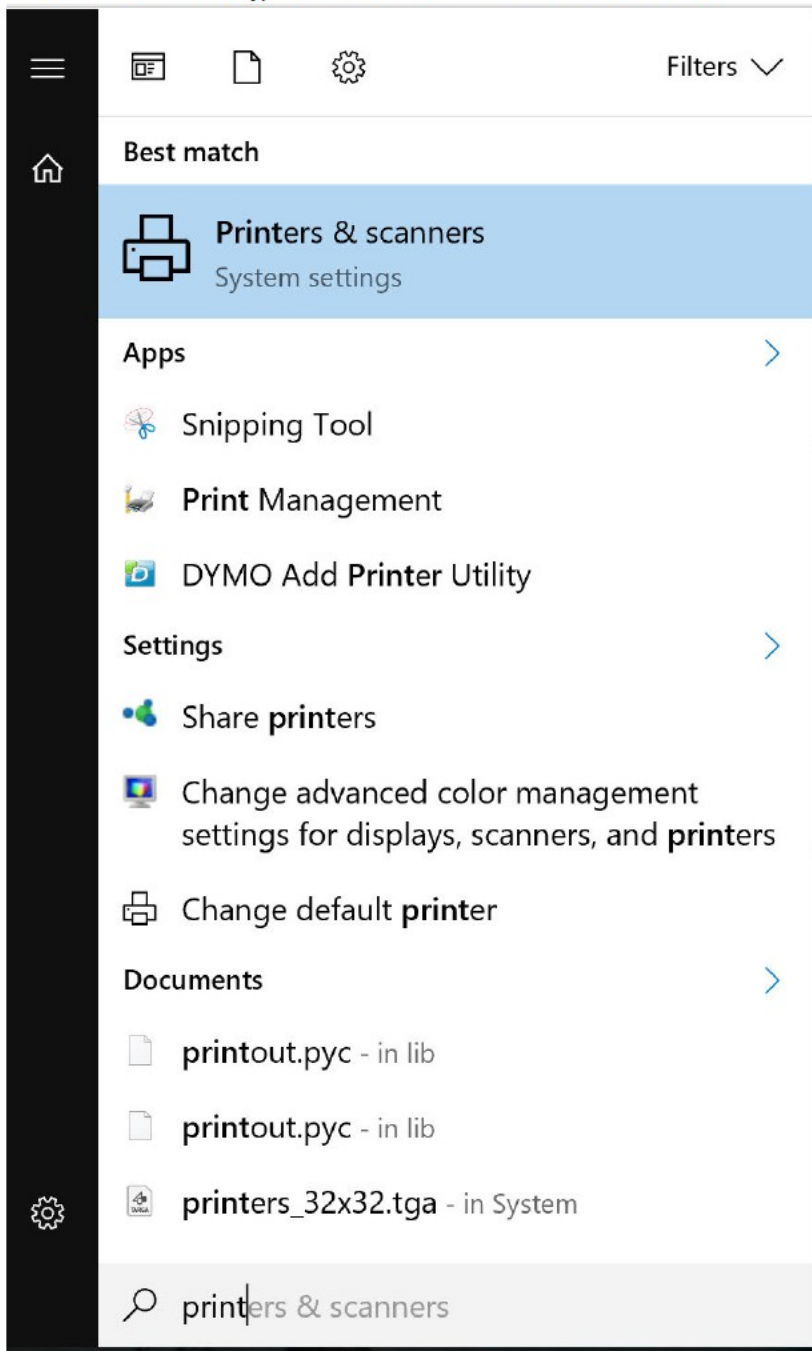 Filters
Best match
Printers & scanners
System settings
Apps
Snipping Tool
Print Management
DYMO Add Printer Utility
Settings
Share printers
Change advanced color management
settings for displays, scanners, and printers
Change default printer
Documents
printout.pyc - in lib
printout.pyc - in lib
printers_32x32.tga - in System
printers & scanners